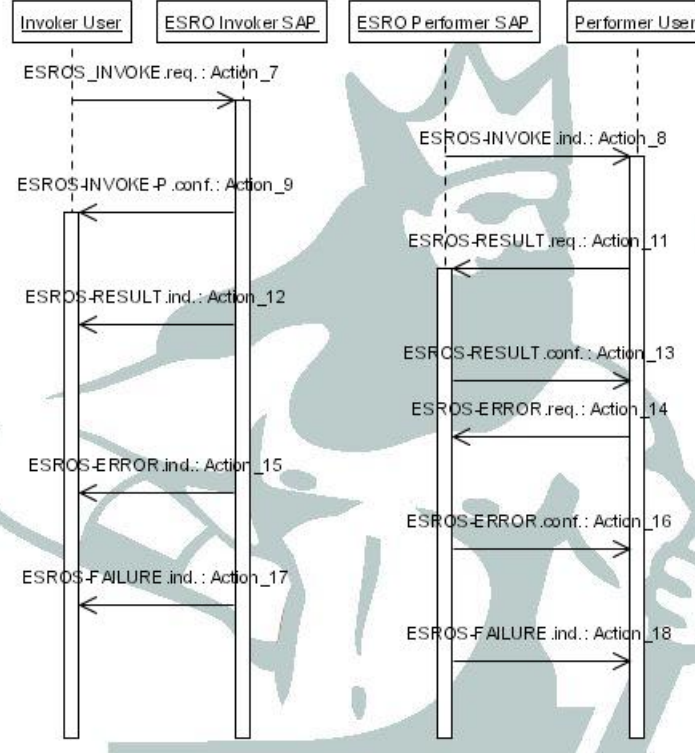 Invoker User
ESRO Invoker SAP
ESRO Performer SAP
Performer User
ESROS_INVOKE.req.: Action_7
ESROS-INVOKE.ind.: Action_8
ESROS-INVOKE-P.conf.: Action_9
ESROS-RESULT.req.: Action_11
ESROS-RESULT.ind.: Action_12
ESROS-RESULT.conf.: Action_13
ESROS-ERROR.req.: Action_14
ESROS-ERROR.ind.: Action_15
ESROS-ERROR.conf.: Action_16
ESROS-FAILURE.ind.: Action_17
ESROS-FAILURE.ind.: Action_18